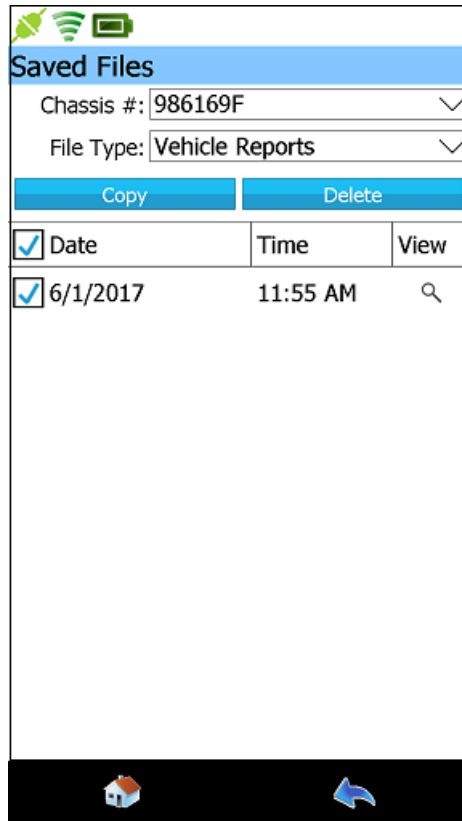 Saved Files
Chassis #: 986169F
File Type: Vehicle Reports
Copy Delete
Date Time View
6/1/2017 11:55 AM